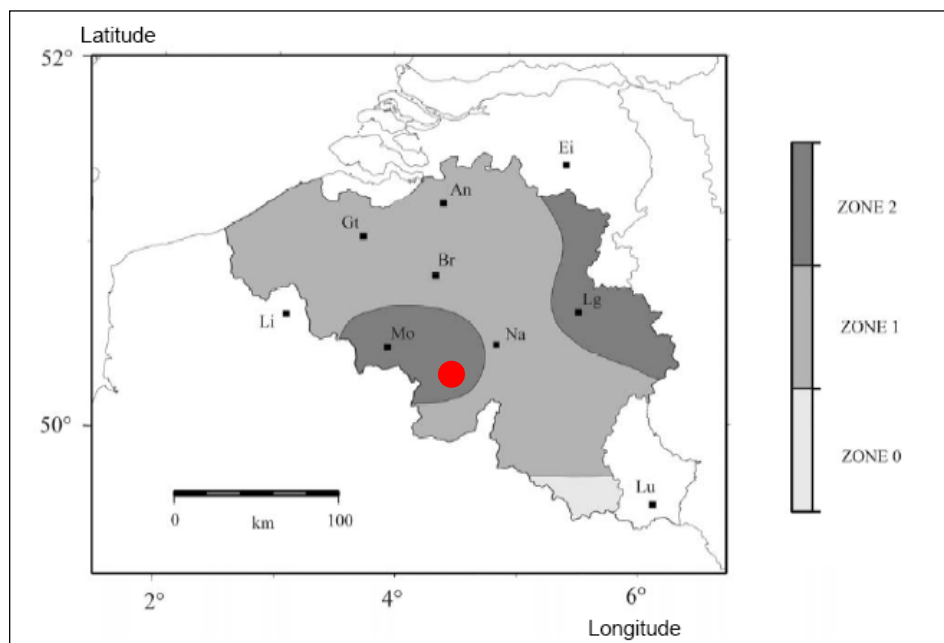 Latitude
52°
Ei
An
Gt
Br
Lg
Li
Mo
Na
50°
Lu
0
100
km
2°
4°
6°
Longitude
ZONE 2
ZONE 1
ZONE 0